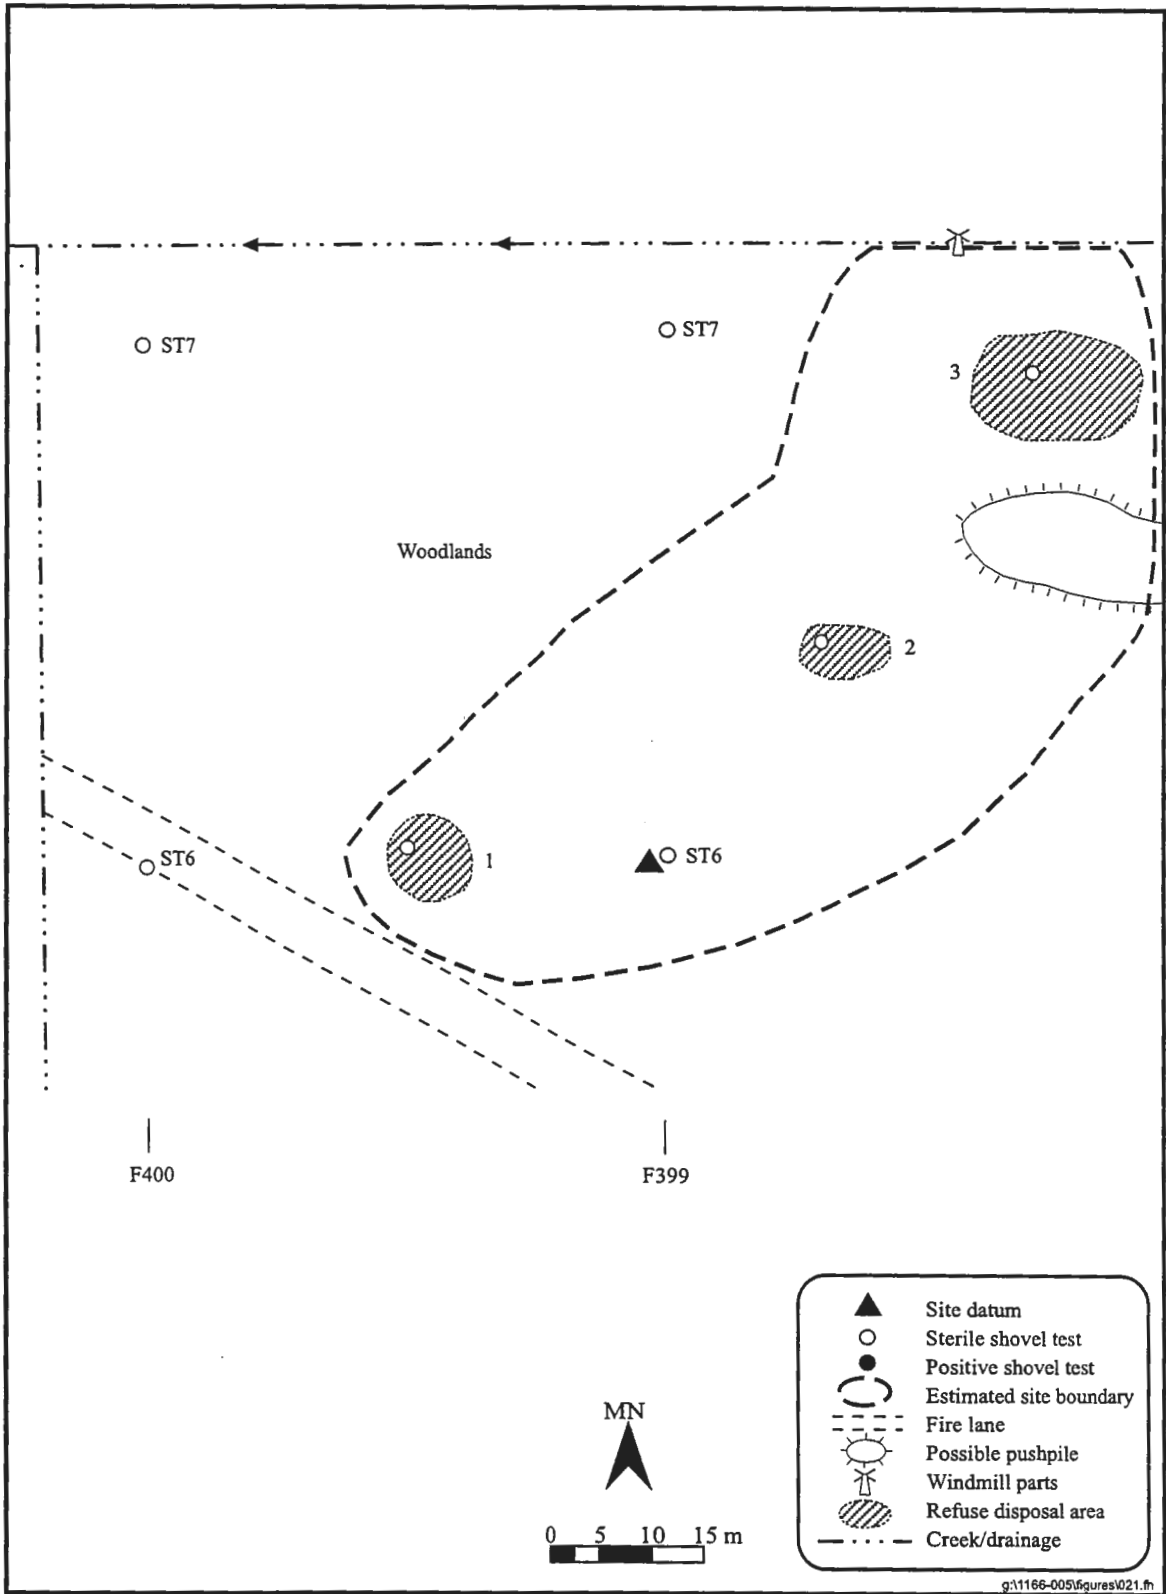 ST7
ST7
3
Woodlands
2
ST6
1
ST6
F400
F399
Site datum
Sterile shovel test
Positive shovel test
Estimated site boundary
Fire lane
Possible pushpile
Windmill parts
Refuse disposal area
Creek/drainage
MN
0 5 10 15 m
g:\1166-005\figures\021.fh